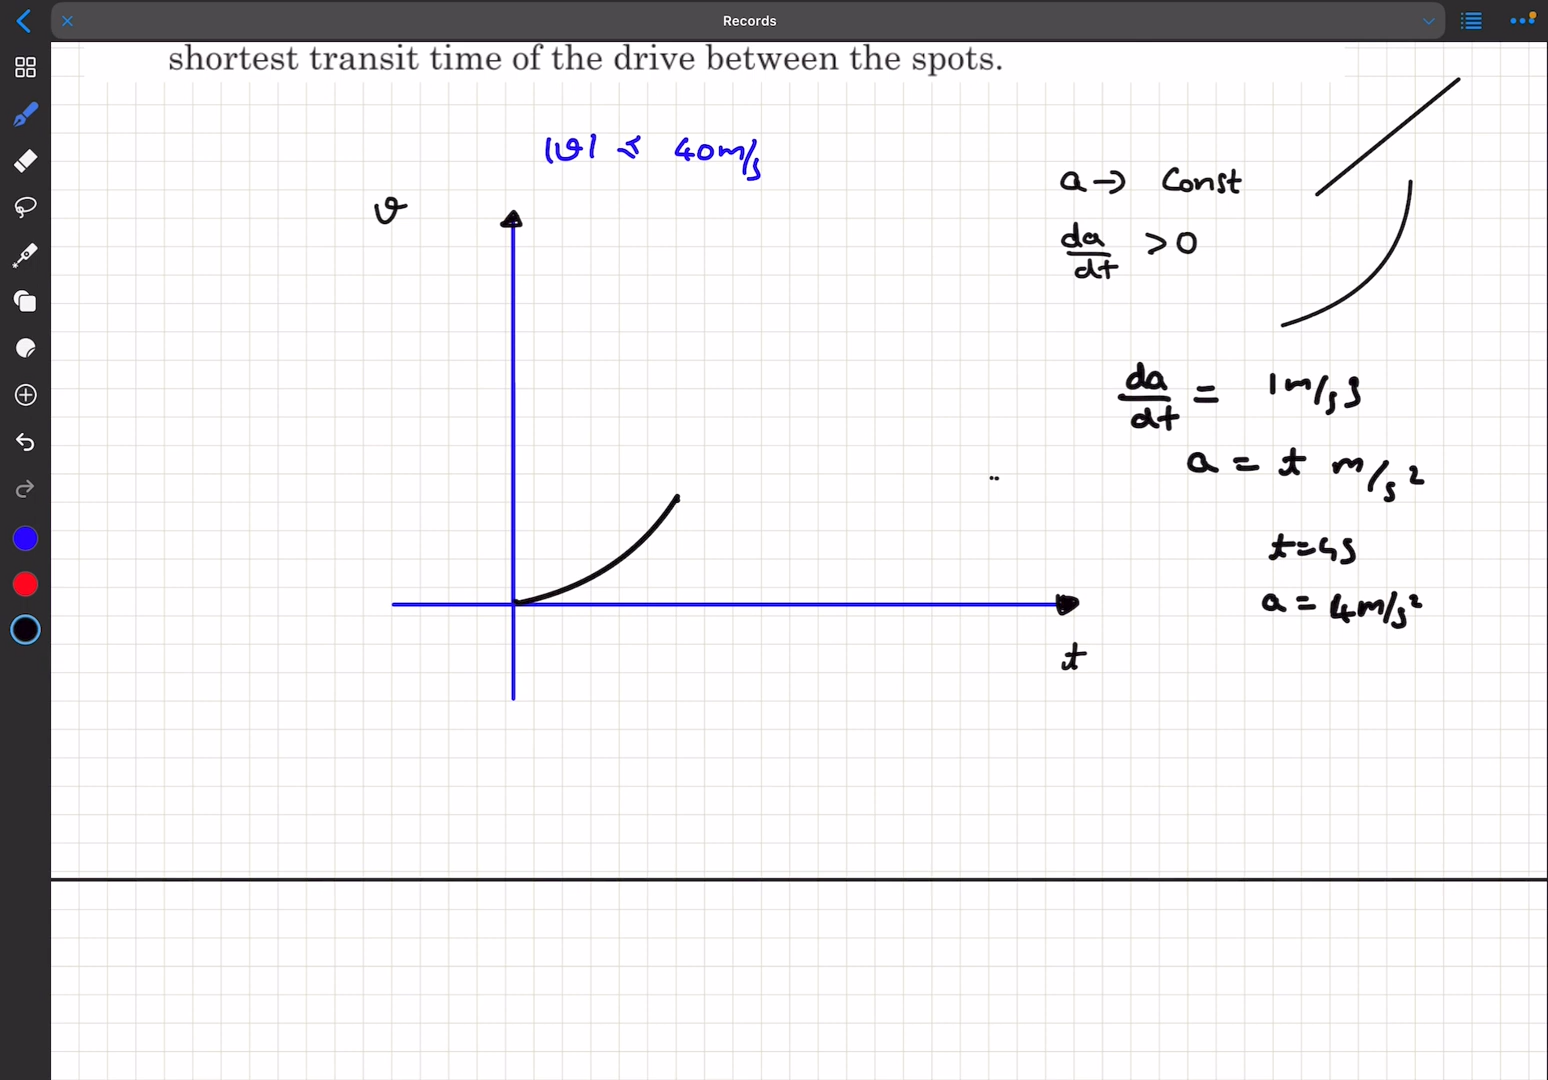 Records
shortest transit time of the drive between the spots.
|v| ≤ 40m/s
v
a → Const
da/dt > 0
da/dt = 1m/s3
a = t m/s2
t=4s
a = 4m/s2
t